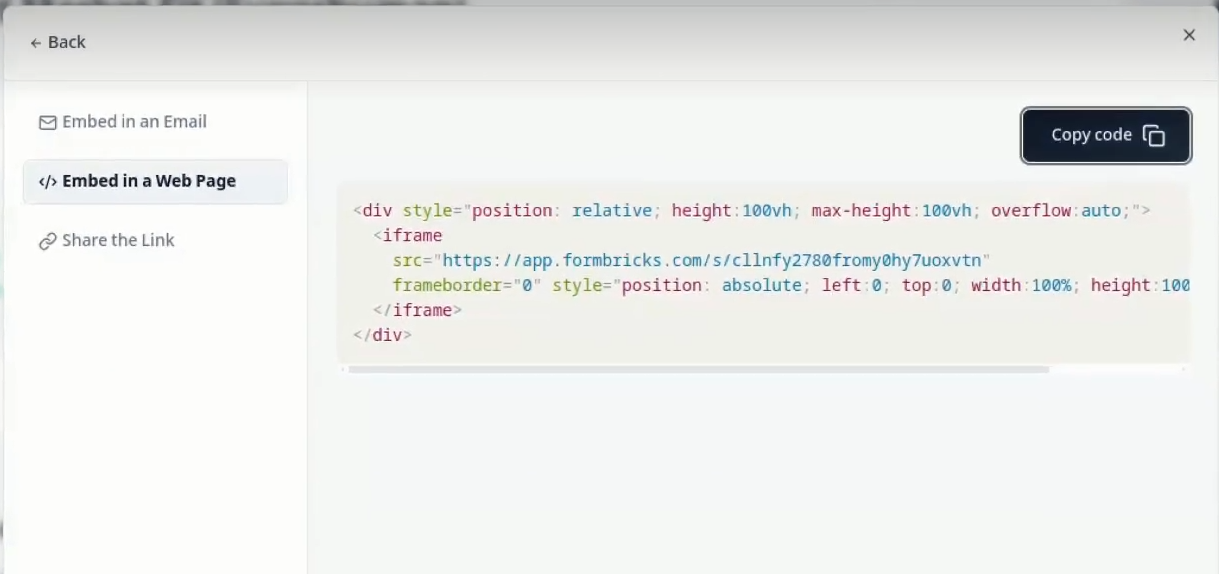 ← Back
Embed in an Email
</> Embed in a Web Page
Share the Link
Copy code
<div style="position: relative; height:100vh; max-height:100vh; overflow:auto;">
<iframe
src="https://app.formbricks.com/s/cllnfy2780fromy0hy7uoxvtn"
frameborder="0" style="position: absolute; left:0; top:0; width:100%; height:100
</iframe>
</div>